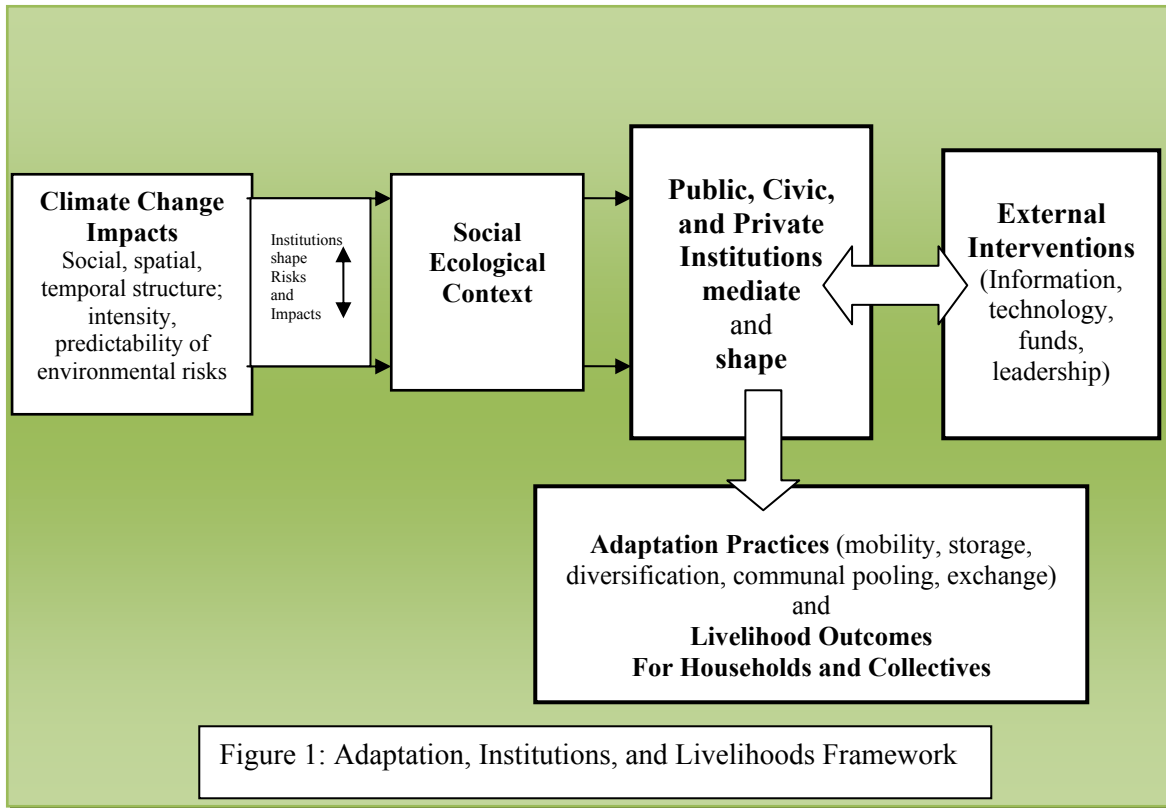 Climate Change
Impacts
Social, spatial,
temporal structure;
intensity,
predictability of
environmental risks
Institutions
shape
Risks
and
Impacts
Social
Ecological
Context
Public, Civic,
and Private
Institutions
mediate
and
shape
External
Interventions
(Information,
technology,
funds,
leadership)
Adaptation Practices (mobility, storage,
diversification, communal pooling, exchange)
and
Livelihood Outcomes
For Households and Collectives
Figure 1: Adaptation, Institutions, and Livelihoods Framework